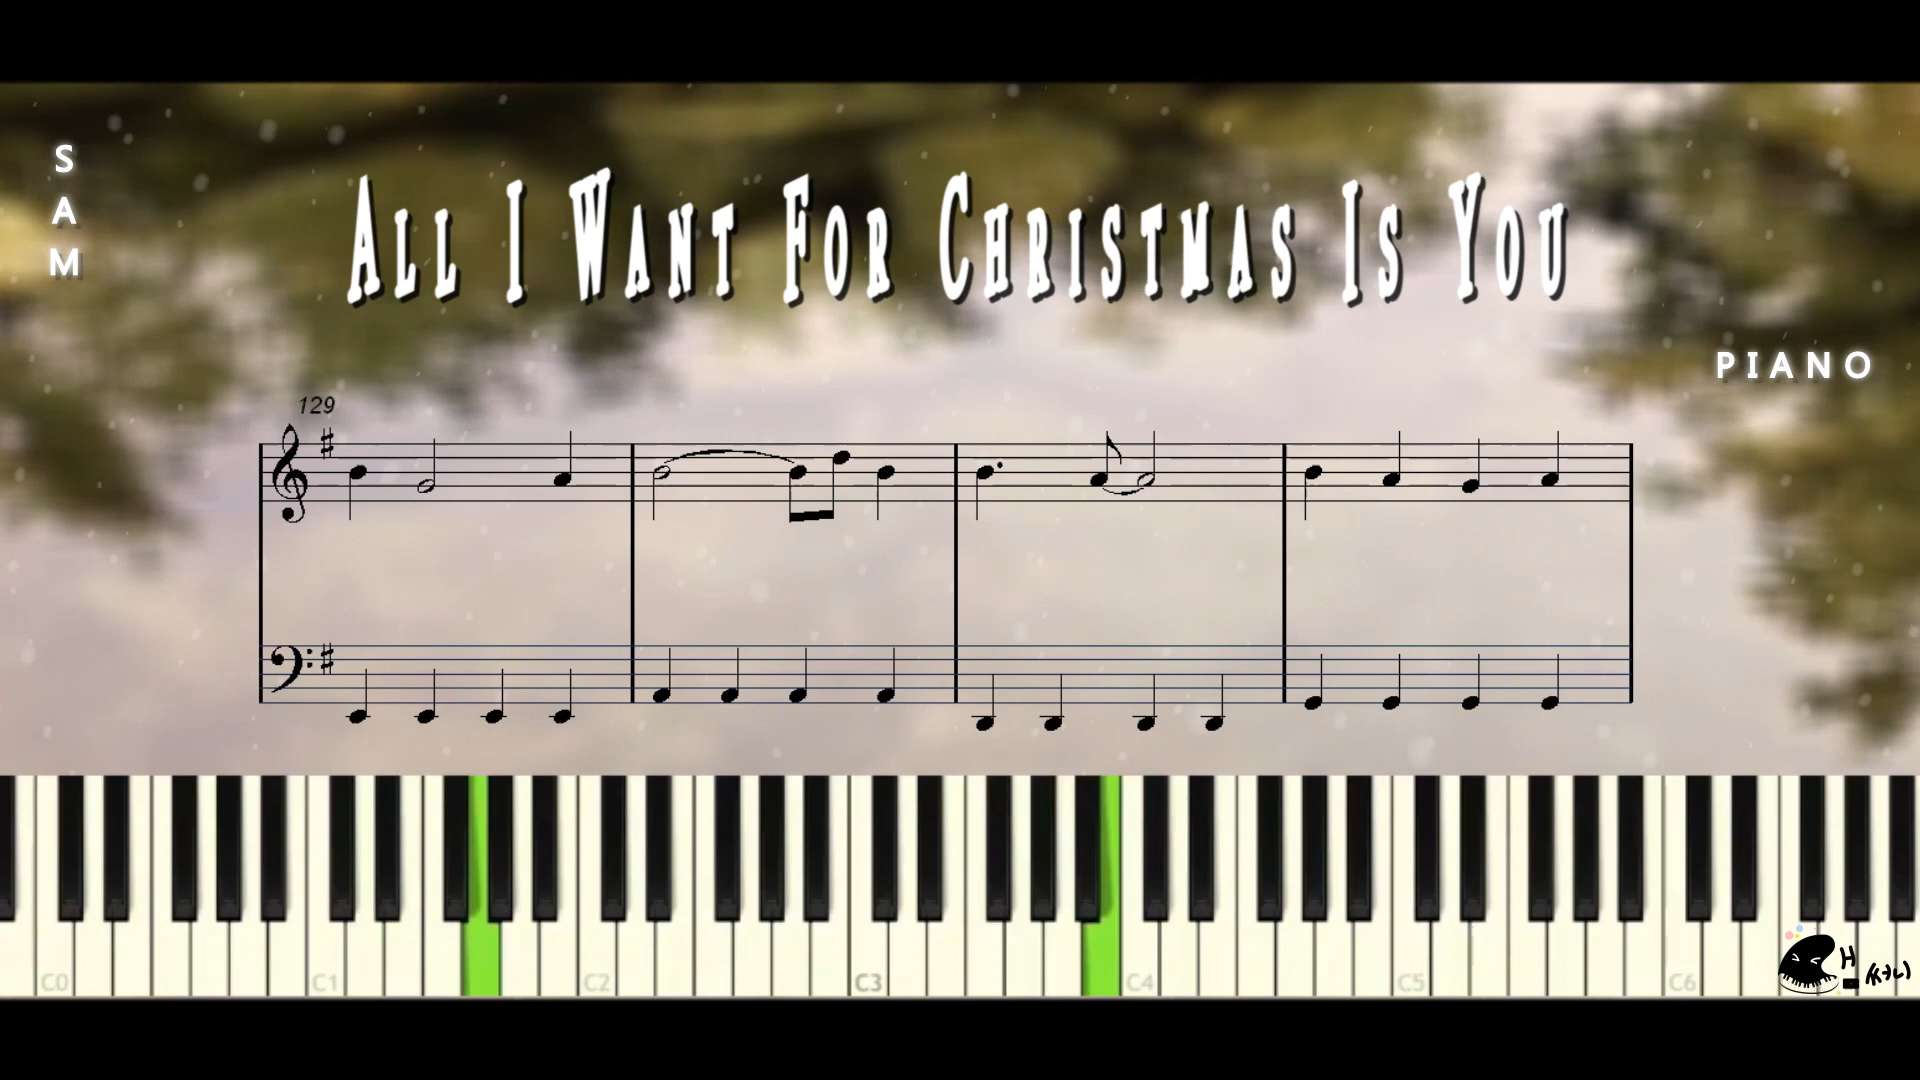 S
A
M
All I Want For Christmas Is You
PIANO
129
C0 C1 C2 C3 C4 C5 C6